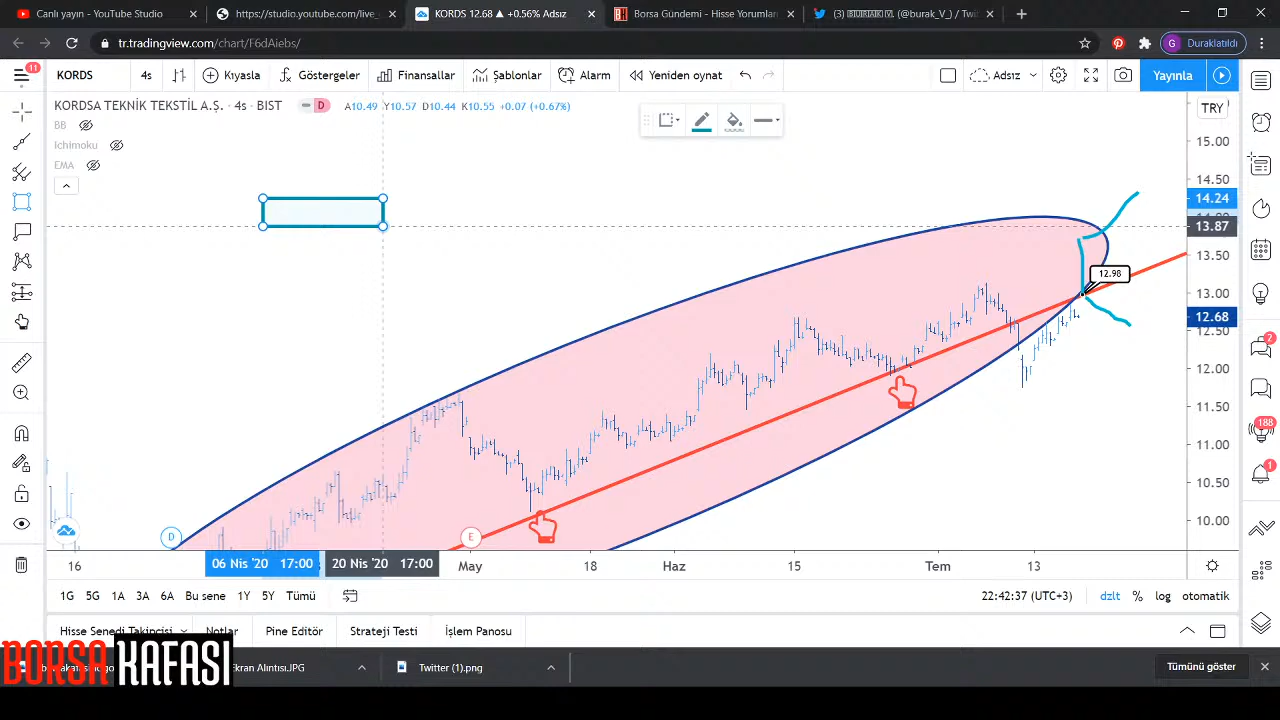 Canlı yayın - YouTube Studio
https://studio.youtube.com/live_c
KORDS 12.68 ▲ +0.56% Adsız
Borsa Gündemi - Hisse Yorumları
(@burak_V_) / Twit
tr.tradingview.com/chart/F6dAiebs/
G Duraklatıldı
11
KORDS
4s
Kıyasla
Göstergeler
Finansallar
Şablonlar
Alarm
Yeniden oynat
Adsız
Yayınla
KORDSA TEKNİK TEKSTİL A.Ş. · 4s · BIST
D
A10.49 Y10.57 D10.44 K10.55 +0.07 (+0.67%)
BB
Ichimoku
EMA
TRY
15.00
14.50
14.24
13.87
13.50
12.98
13.00
12.68
12.50
12.00
11.50
11.00
10.50
10.00
2
188
1
D
E
16
06 Nis '20 17:00
20 Nis '20 17:00
May
18
Haz
15
Tem
13
1G 5G 1A 3A 6A Bu sene 1Y 5Y Tümü
22:42:37 (UTC+3)
dzlt % log otomatik
Hisse Senedi Takipçisi
Notlar
Pine Editör
Strateji Testi
İşlem Panosu
BORSA KAFASI
Ekran Alıntısı.JPG
Twitter (1).png
Tümünü göster